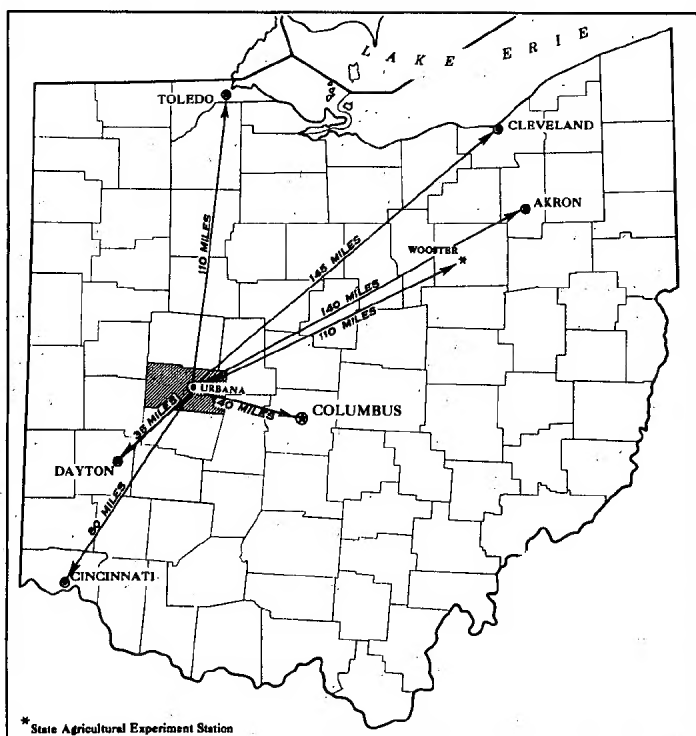 LAKE ERIE
TOLEDO
CLEVELAND
AKRON
WOOSTER
*
110 MILES
145 MILES
140 MILES
110 MILES
URBANA
40 MILES
COLUMBUS
35 MILES
DAYTON
80 MILES
CINCINNATI
* State Agricultural Experiment Station